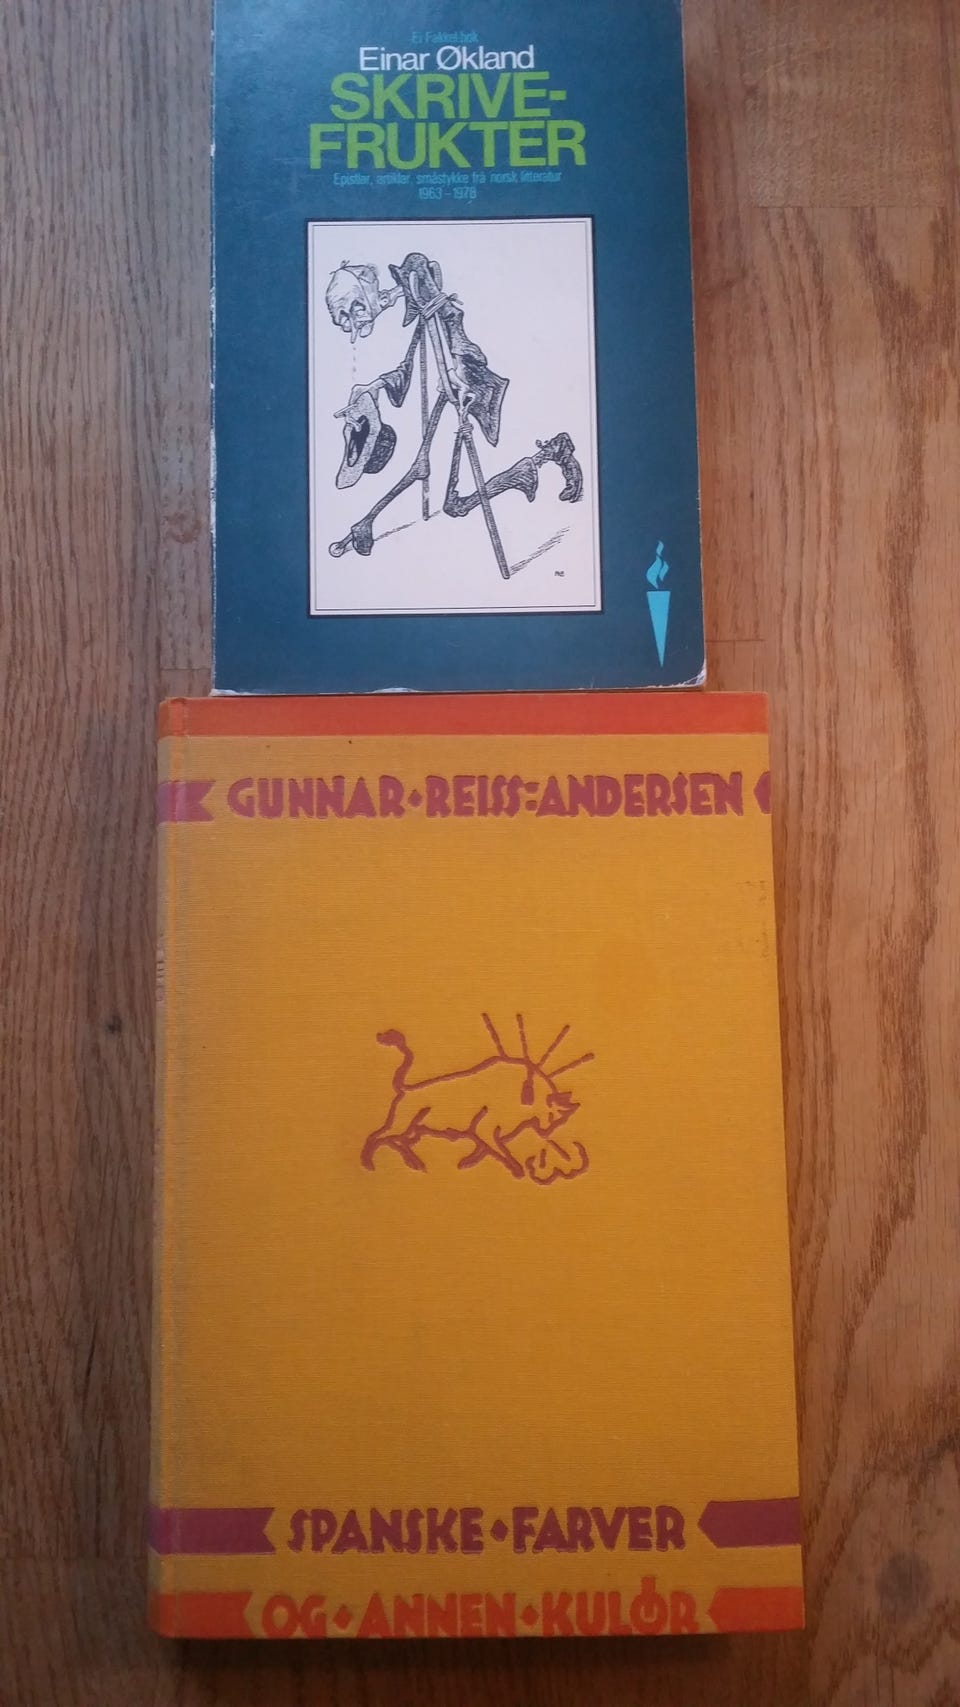 Ei Fakkel-bok
Einar Økland
SKRIVE-
FRUKTER
Epistlar, artiklar, småstykke frå norsk litteratur
1963-1978
GUNNAR·REISS-ANDERSEN
SPANSKE·FARVER
OG·ANNEN·KULØR